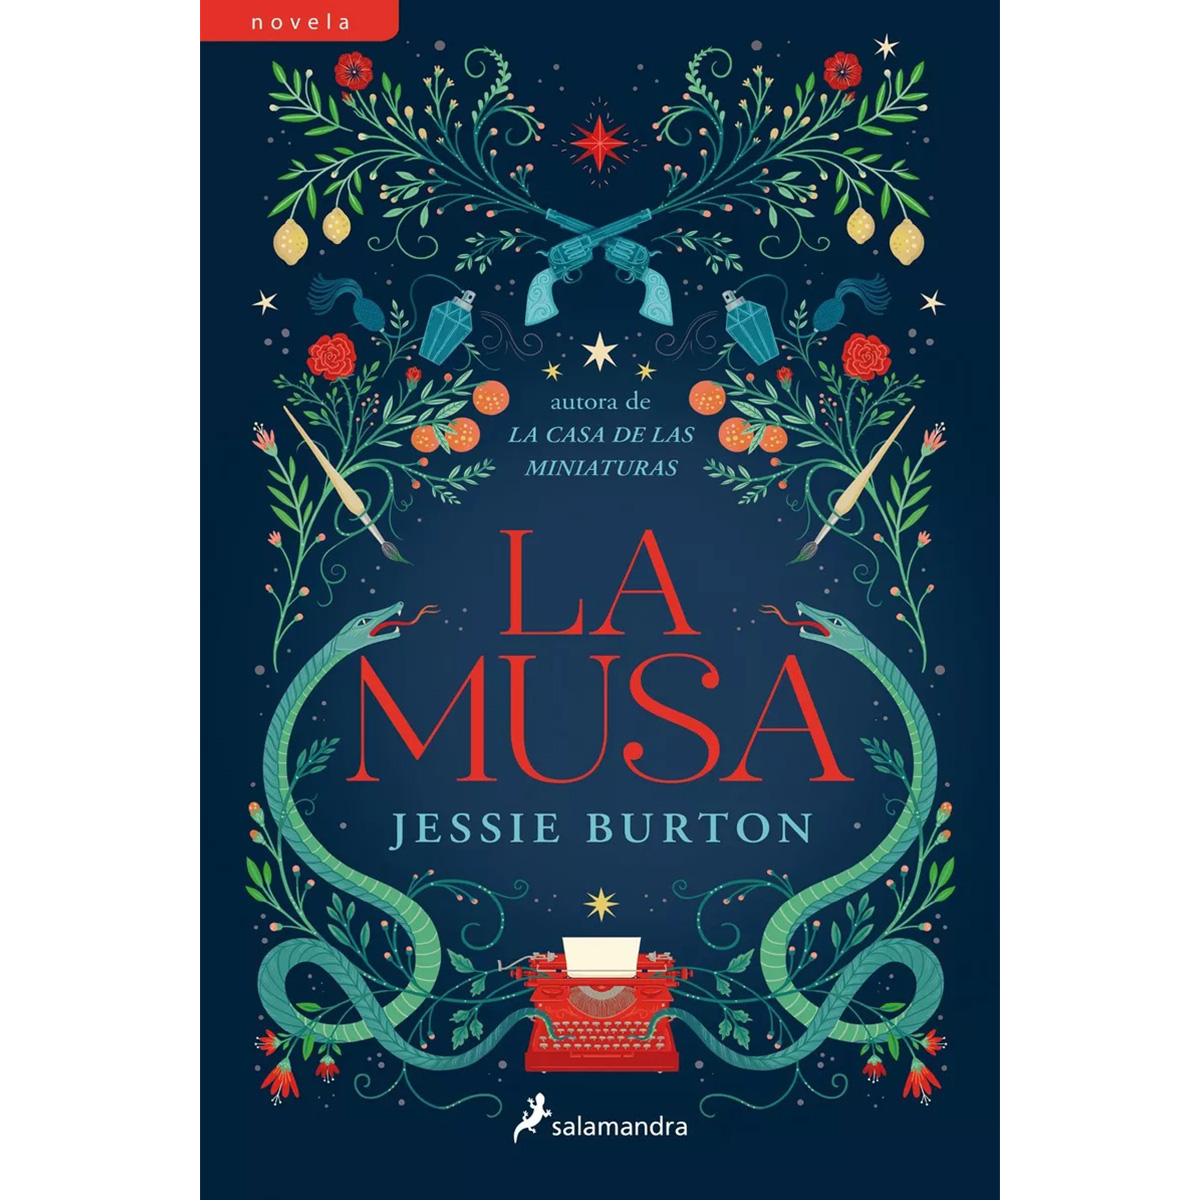 novela
autora de
LA CASA DE LAS
MINIATURAS
LA
MUSA
JESSIE BURTON
salamandra